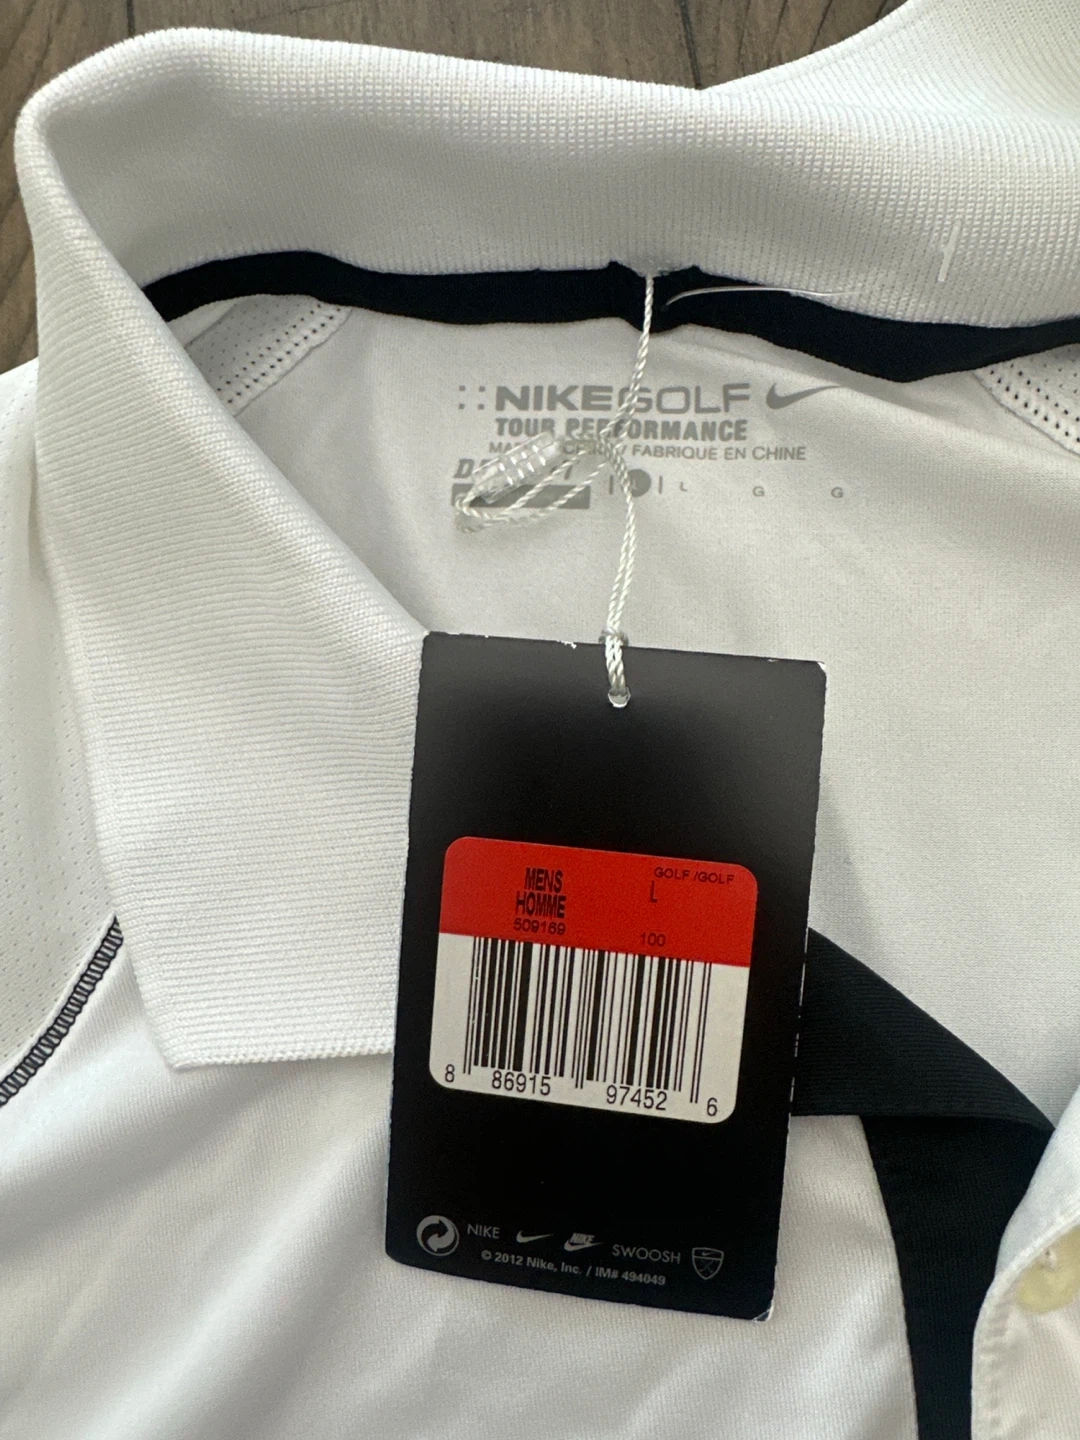 NIKEGOLF
TOUR PERFORMANCE
FABRIQUE EN CHINE
L
G
G
MENS
HOMME
509169
GOLF /GOLF
L
100
8 86915 97452 6
NIKE
NIKE
SWOOSH
© 2012 Nike, Inc. / IM# 494049